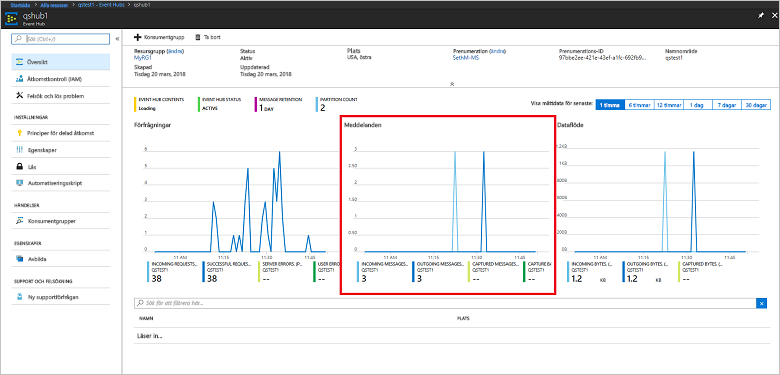 Startsida > Alla resurser > qstest1 - Event Hubs > qshub1
qshub1
Event Hub
Sök (Ctrl+/)
Översikt
Åtkomstkontroll (IAM)
Felsök och lös problem
INSTÄLLNINGAR
Principer för delad åtkomst
Egenskaper
Lås
Automatiseringsskript
HÄNDELSER
Konsumentgrupper
EGENSKAPER
Avbilda
SUPPORT OCH FELSÖKNING
Ny supportförfrågan
Konsumentgrupp Ta bort
Resursgrupp (ändra) Status Plats Prenumeration (ändra) Prenumerations-ID Namnområde
MyRG1 Aktiv USA, östra SethM-MS 97bbe2ee-421e-43ef-a1fc-692fb9... qstest1
Skapad Uppdaterad
Tisdag 20 mars, 2018 Tisdag 20 mars, 2018
EVENT HUB CONTENTS EVENT HUB STATUS MESSAGE RETENTION PARTITION COUNT
Loading ACTIVE 1 DAY 2
Visa mätdata för senaste: 1 timme 6 timmar 12 timmar 1 dag 7 dagar 30 dagar
Förfrågningar
6
5
4
3
2
1
0
11 AM 11:15 11:30 11:45
INCOMING REQUESTS... SUCCESSFUL REQUES... SERVER ERRORS. (P... USER ERRO
QSTEST1 QSTEST1 QSTEST1 QSTEST1
38 38 -- --
Meddelanden
3
2.50
2
1.50
1
0.50
0
11 AM 11:15 11:30 11:45
INCOMING MESSAGES... OUTGOING MESSAGES... CAPTURED MESSAGES... CAPTURE BA
QSTEST1 QSTEST1 QSTEST1 QSTEST1
3 3 -- --
Dataflöde
1.2KB
1KB
800B
600B
400B
200B
0B
11 AM 11:15 11:30 11:45
INCOMING BYTES. (... OUTGOING BYTES. (... CAPTURED BYTES. (...
QSTEST1 QSTEST1 QSTEST1
1.2 KB 1.2 KB --
Sök för att filtrera här...
NAMN PLATS
Läser in...